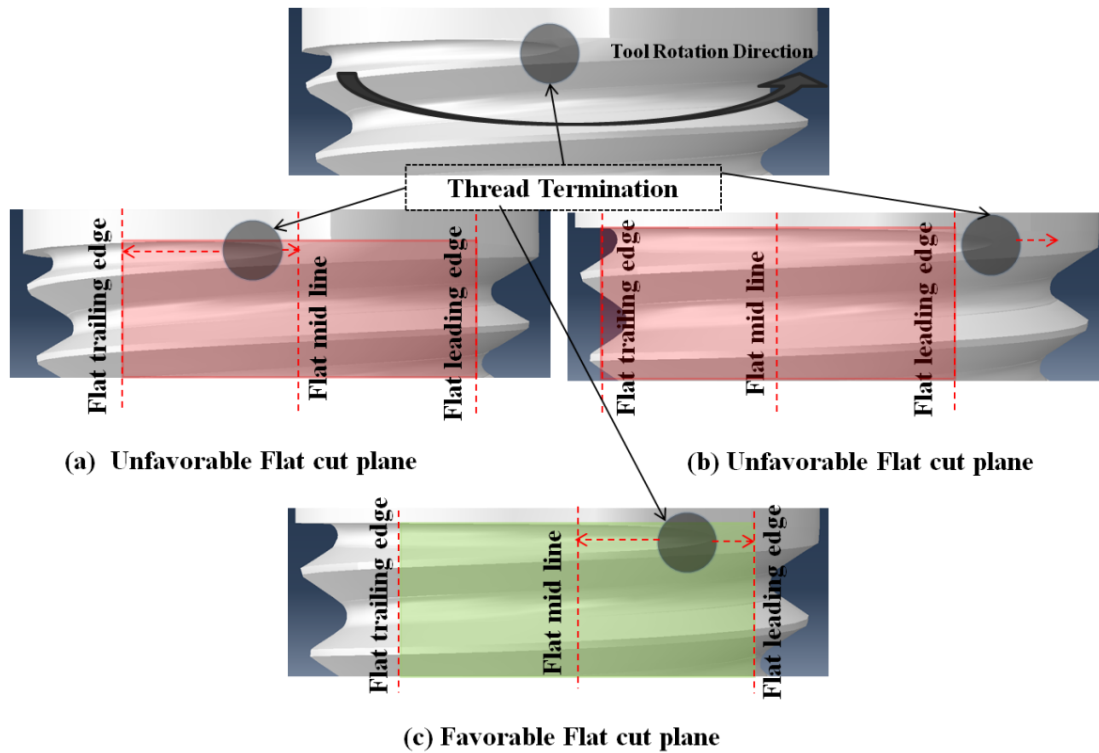 Tool Rotation Direction
Thread Termination
Flat trailing edge
Flat mid line
Flat leading edge
Flat trailing edge
Flat mid line
Flat leading edge
(a) Unfavorable Flat cut plane
(b) Unfavorable Flat cut plane
Flat trailing edge
Flat mid line
Flat leading edge
(c) Favorable Flat cut plane